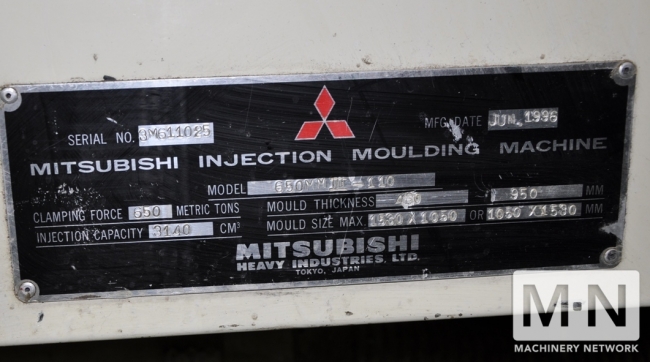 SERIAL NO. 3M611025
MFG. DATE JUN. 1996
MITSUBISHI INJECTION MOULDING MACHINE
MODEL
CLAMPING FORCE 650 METRIC TONS
MOULD THICKNESS 950 MM
INJECTION CAPACITY 3140 CM³
MOULD SIZE MAX. 1530 X 1050 OR 1050 X 1530 MM
MITSUBISHI
HEAVY INDUSTRIES, LTD.
TOKYO, JAPAN
M·N
MACHINERY NETWORK